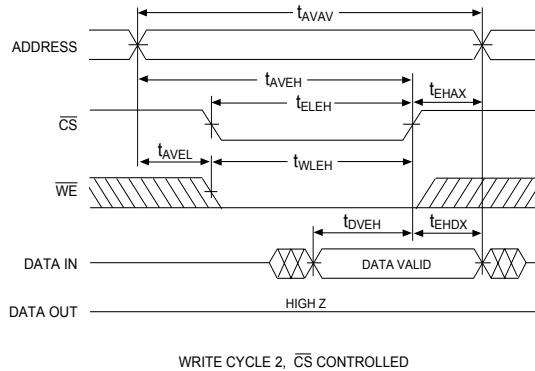 tAVAV
ADDRESS
tAVEH
tELEH
tEHAX
CS
tAVEL
tWLEH
WE
tDVEH
tEHDX
DATA IN
DATA VALID
DATA OUT
HIGH Z
WRITE CYCLE 2, CS CONTROLLED